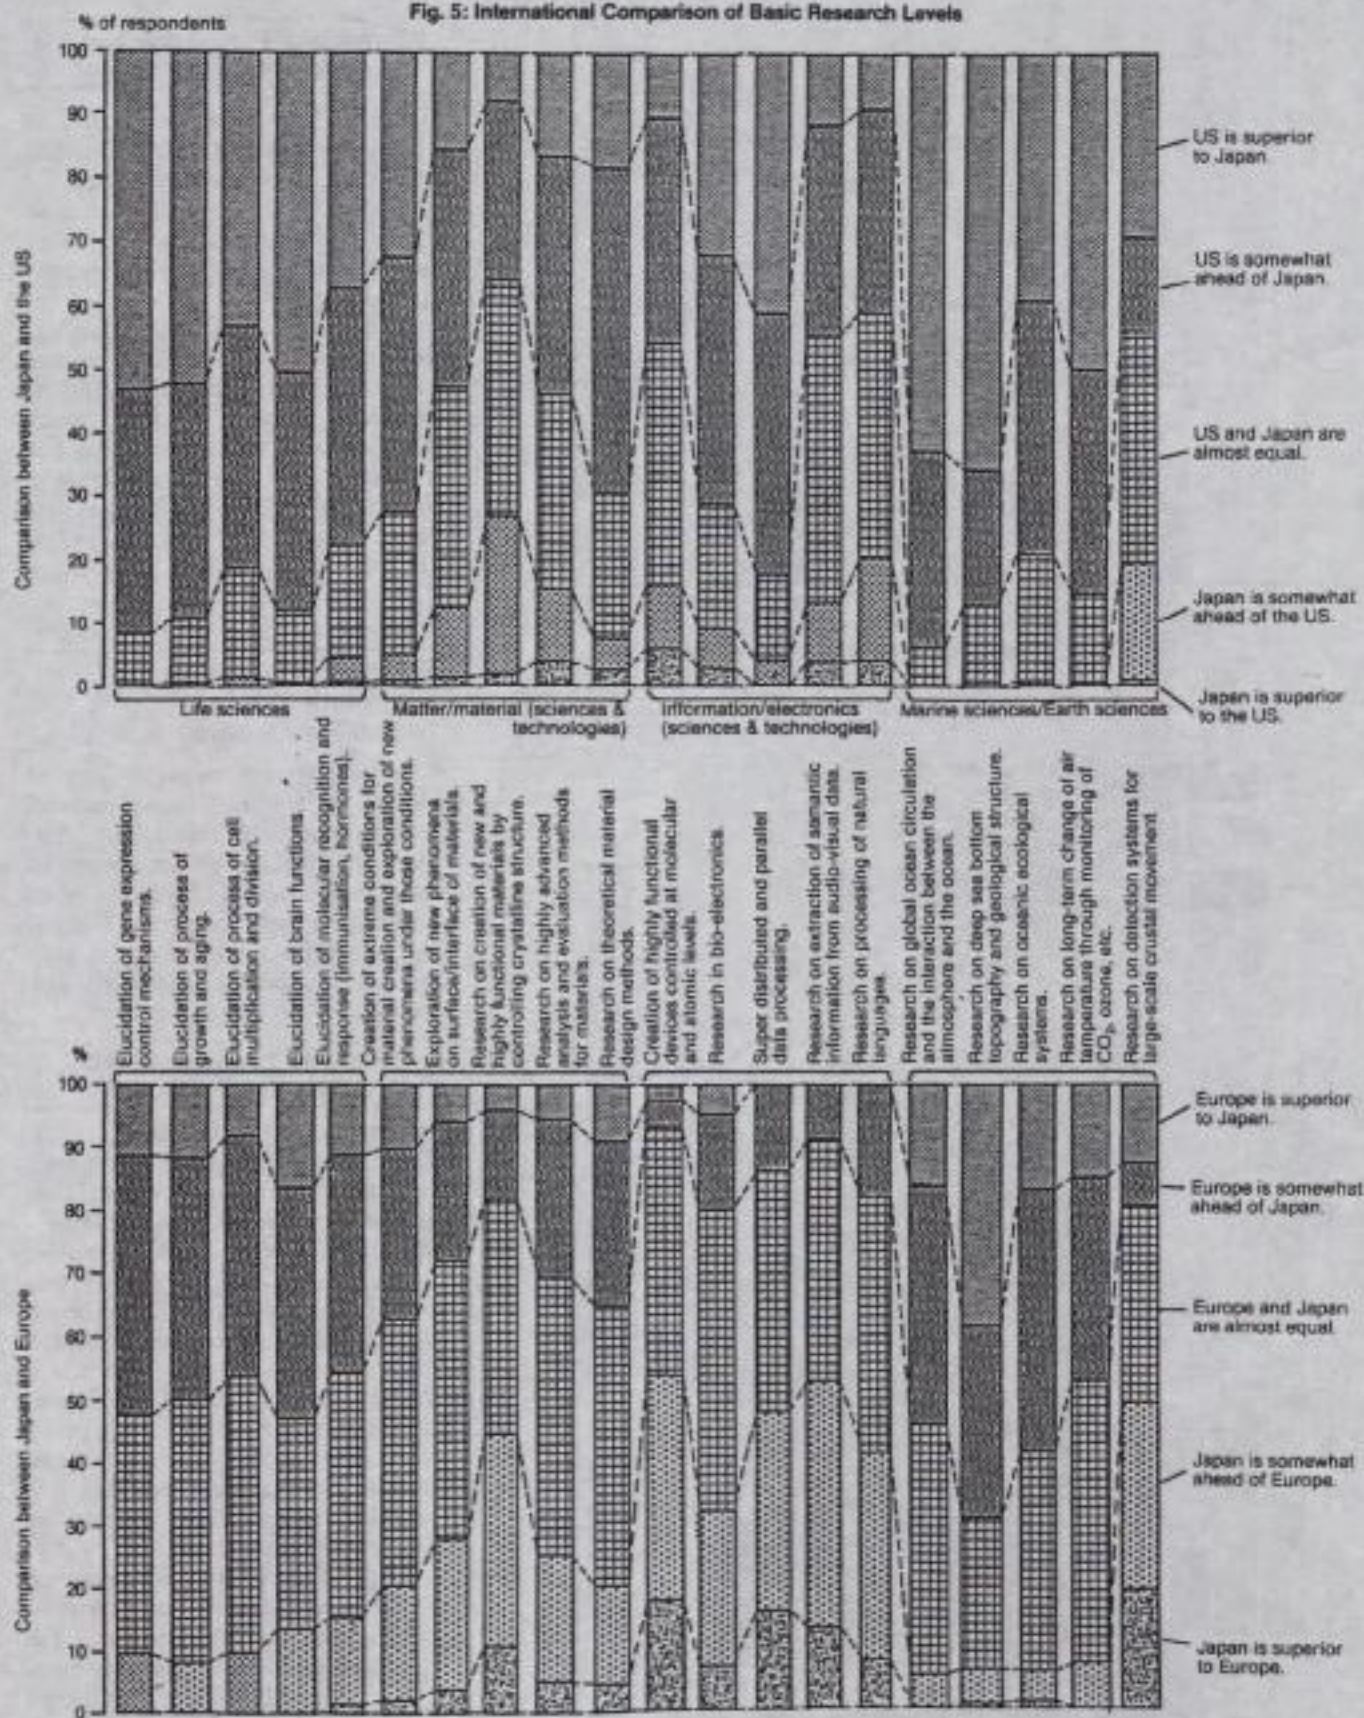 Fig. 5: International Comparison of Basic Research Levels
% of respondents
100
90
80
70
60
50
40
30
20
10
0
Comparison between Japan and the US
US is superior
to Japan
US is somewhat
ahead of Japan.
US and Japan are
almost equal.
Japan is somewhat
ahead of the US.
Japan is superior
to the US.
Life sciences
Matter/material (sciences &
technologies)
Information/electronics
(sciences & technologies)
Marine sciences/Earth sciences
Elucidation of gene expression
control mechanisms.
Elucidation of process of
growth and aging.
Elucidation of process of cell
multiplication and division.
Elucidation of brain functions.
Elucidation of molecular recognition and
response (immunisation, hormones).
Creation of extreme conditions for
material creation and exploration of new
phenomena under those conditions.
Exploration of new phenomena
on surface/interface of materials.
Research on creation of new and
highly functional materials by
controlling crystalline structure.
Research on highly advanced
analysis and evaluation methods
for materials.
Research on theoretical material
design methods.
Creation of highly functional
devices controlled at molecular
and atomic levels.
Research in bio-electronics.
Super distributed and parallel
data processing.
Research on extraction of semantic
information from audio-visual data.
Research on processing of natural
languages.
Research on global ocean circulation
and the interaction between the
atmosphere and the ocean.
Research on deep sea bottom
topography and geological structure.
Research on oceanic ecological
systems.
Research on long-term change of air
temperature through monitoring of
CO₂, ozone, etc.
Research on detection systems for
large-scale crustal movement
%
100
90
80
70
60
50
40
30
20
10
0
Comparison between Japan and Europe
Europe is superior
to Japan.
Europe is somewhat
ahead of Japan.
Europe and Japan
are almost equal
Japan is somewhat
ahead of Europe.
Japan is superior
to Europe.